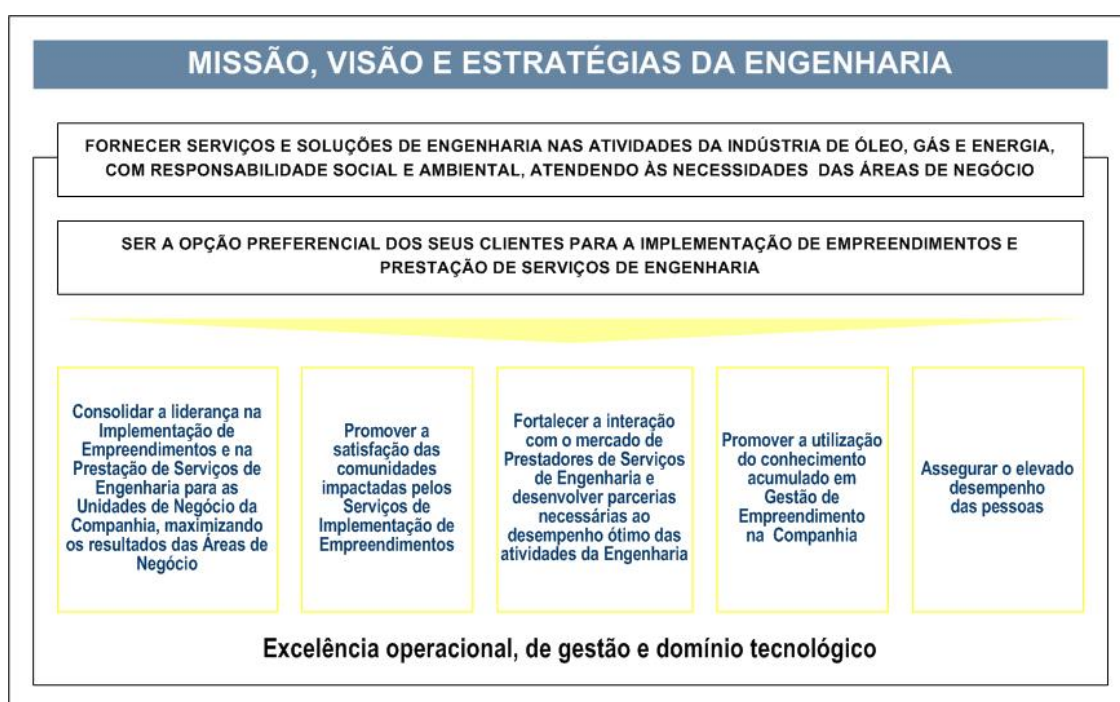 MISSÃO, VISÃO E ESTRATÉGIAS DA ENGENHARIA
FORNECER SERVIÇOS E SOLUÇÕES DE ENGENHARIA NAS ATIVIDADES DA INDÚSTRIA DE ÓLEO, GÁS E ENERGIA,
COM RESPONSABILIDADE SOCIAL E AMBIENTAL, ATENDENDO ÀS NECESSIDADES DAS ÁREAS DE NEGÓCIO
SER A OPÇÃO PREFERENCIAL DOS SEUS CLIENTES PARA A IMPLEMENTAÇÃO DE EMPREENDIMENTOS E
PRESTAÇÃO DE SERVIÇOS DE ENGENHARIA
Consolidar a liderança na
Implementação de
Empreendimentos e na
Prestação de Serviços de
Engenharia para as
Unidades de Negócio da
Companhia, maximizando
os resultados das Áreas de
Negócio
Promover a
satisfação das
comunidades
impactadas pelos
Serviços de
Implementação de
Empreendimentos
Fortalecer a interação
com o mercado de
Prestadores de Serviços
de Engenharia e
desenvolver parcerias
necessárias ao
desempenho ótimo das
atividades da Engenharia
Promover a utilização
do conhecimento
acumulado em
Gestão de
Empreendimento
na Companhia
Assegurar o elevado
desempenho
das pessoas
Excelência operacional, de gestão e domínio tecnológico